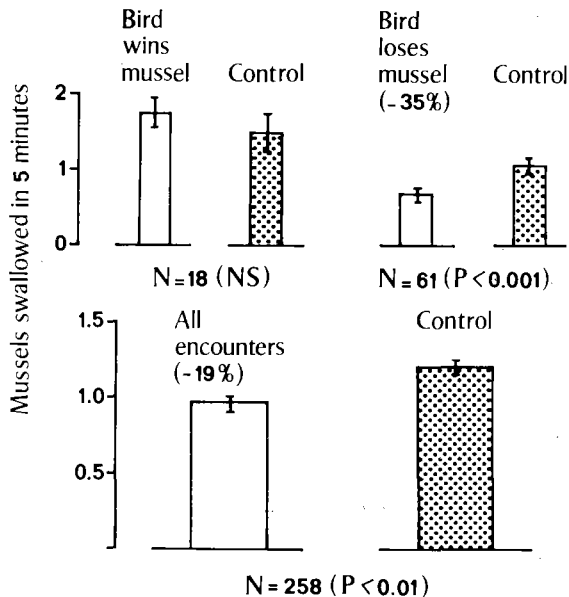 Bird
wins
mussel
Control
Bird
loses
mussel
(-35%)
Control
Mussels swallowed in 5 minutes
2
1
0
N=18 (NS)
N=61 (P<0.001)
1.5
1.0
0.5
All
encounters
(-19%)
Control
N=258 (P<0.01)